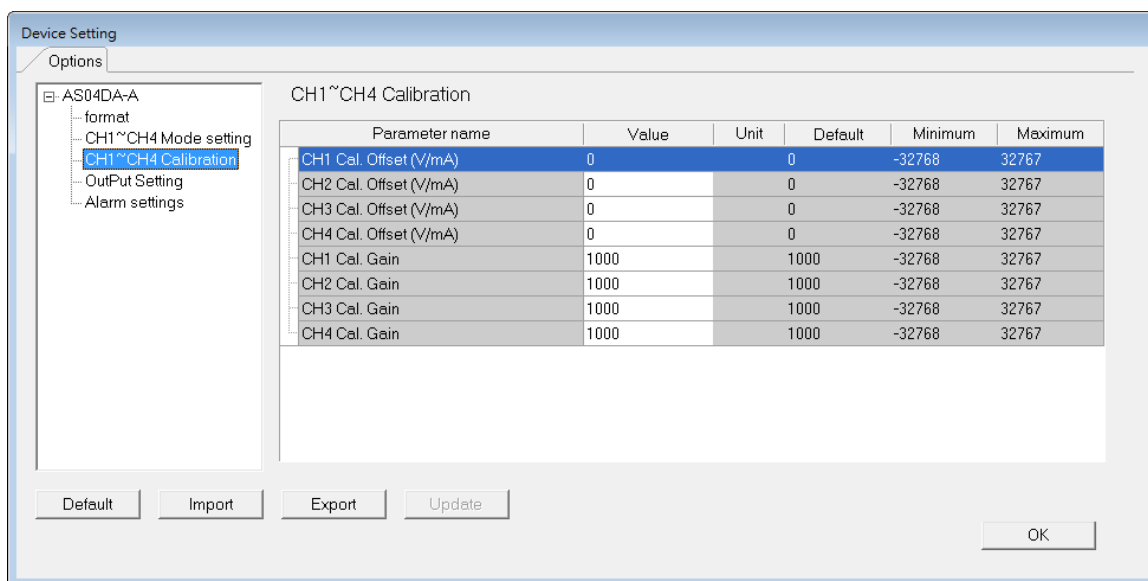 Device Setting
Options
AS04DA-A
format
CH1~CH4 Mode setting
CH1~CH4 Calibration
OutPut Setting
Alarm settings
CH1~CH4 Calibration
Parameter name Value Unit Default Minimum Maximum
CH1 Cal. Offset (V/mA) 0 0 -32768 32767
CH2 Cal. Offset (V/mA) 0 0 -32768 32767
CH3 Cal. Offset (V/mA) 0 0 -32768 32767
CH4 Cal. Offset (V/mA) 0 0 -32768 32767
CH1 Cal. Gain 1000 1000 -32768 32767
CH2 Cal. Gain 1000 1000 -32768 32767
CH3 Cal. Gain 1000 1000 -32768 32767
CH4 Cal. Gain 1000 1000 -32768 32767
Default Import Export Update
OK